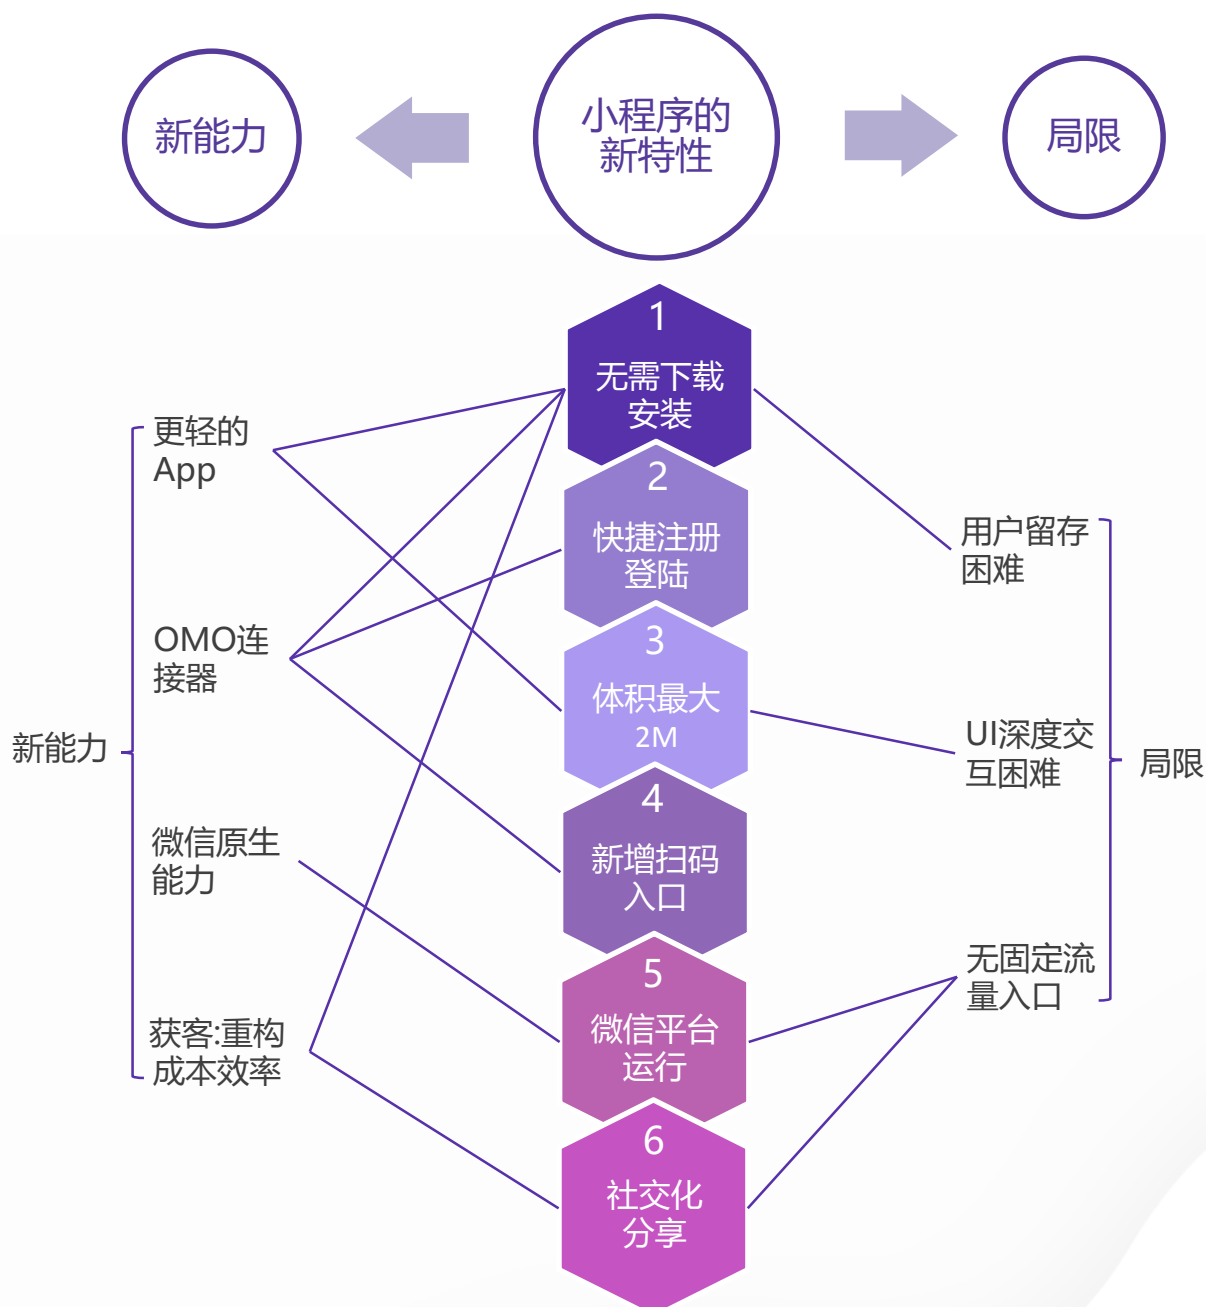 新能力
小程序的
新特性
局限
1
无需下载
安装
2
快捷注册
登陆
3
体积最大
2M
4
新增扫码
入口
5
微信平台
运行
6
社交化
分享
新能力
更轻的
App
OMO连
接器
微信原生
能力
获客:重构
成本效率
用户留存
困难
UI深度交
互困难
无固定流
量入口
局限